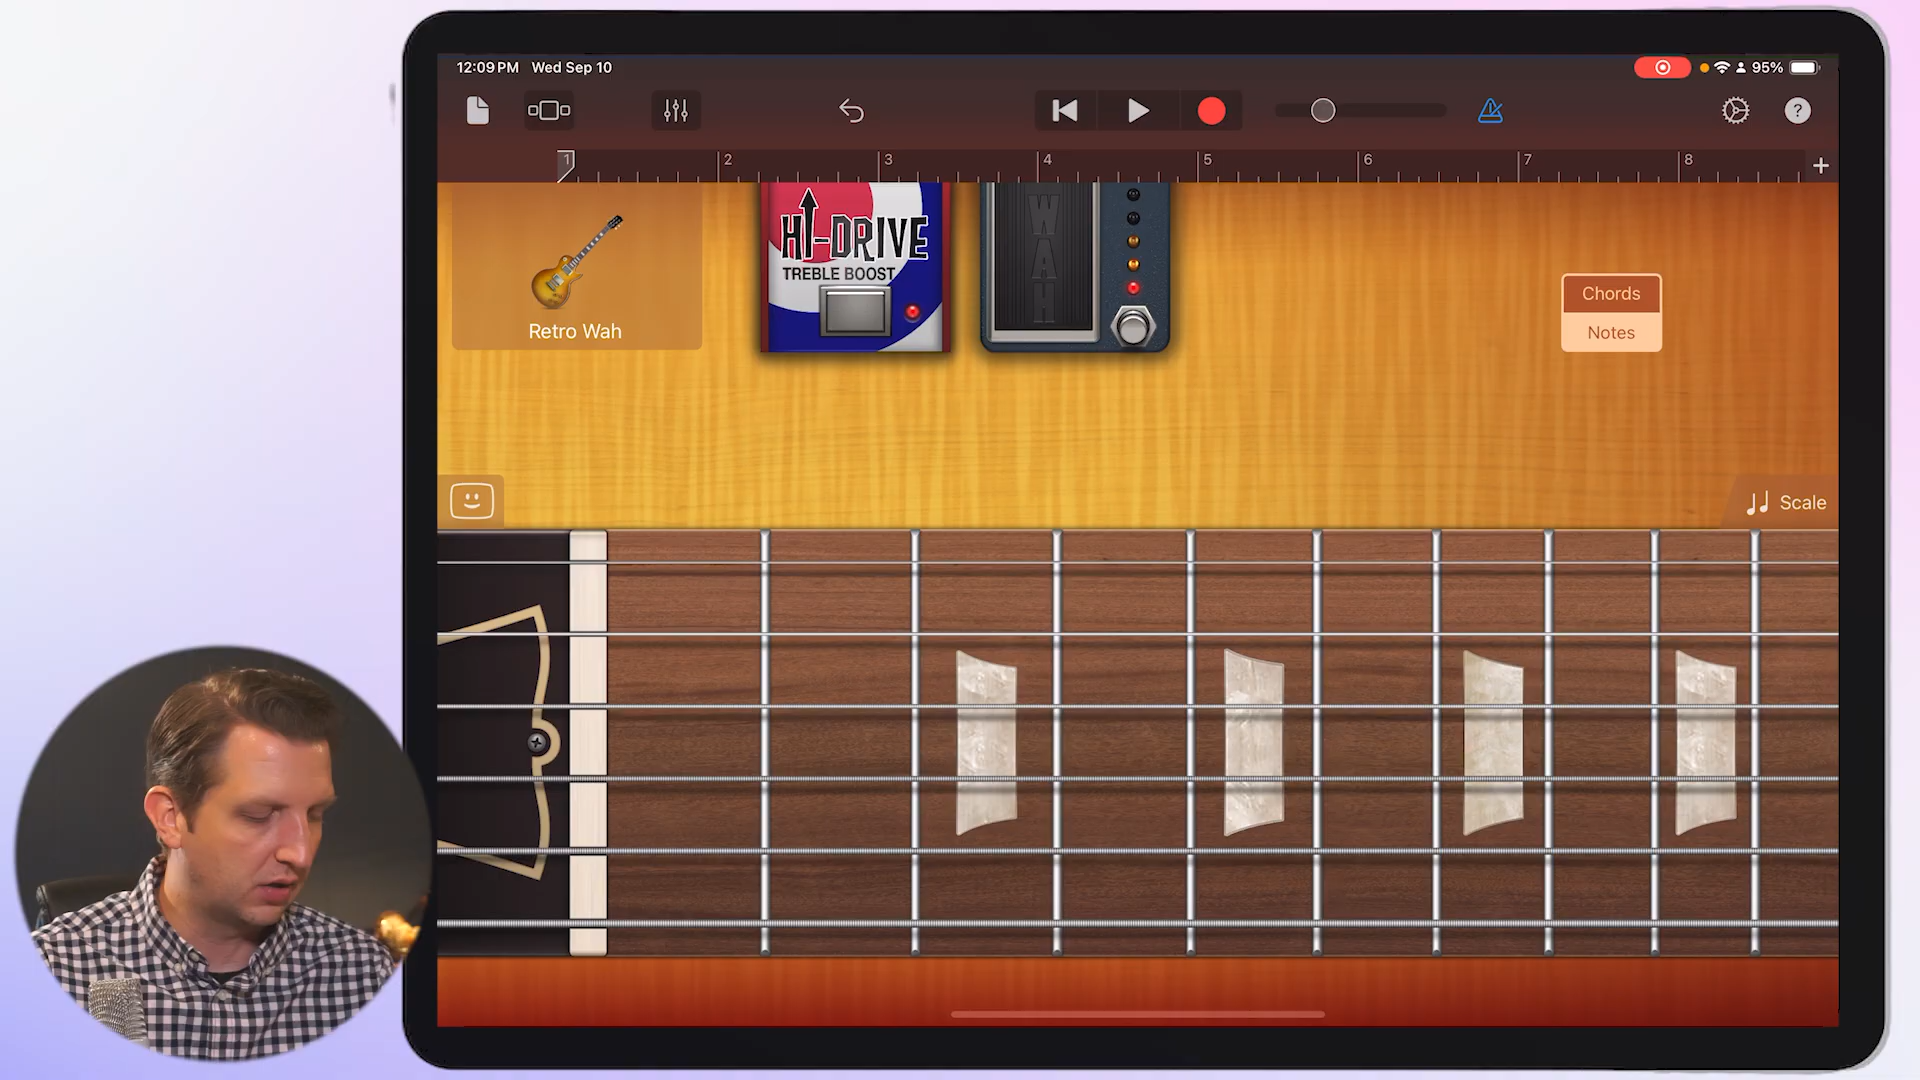 12:09 PM Wed Sep 10
95%
?
1 2 3 4 5 6 7 8 +
HI-DRIVE
TREBLE BOOST
WAH
Retro Wah
Chords
Notes
Scale